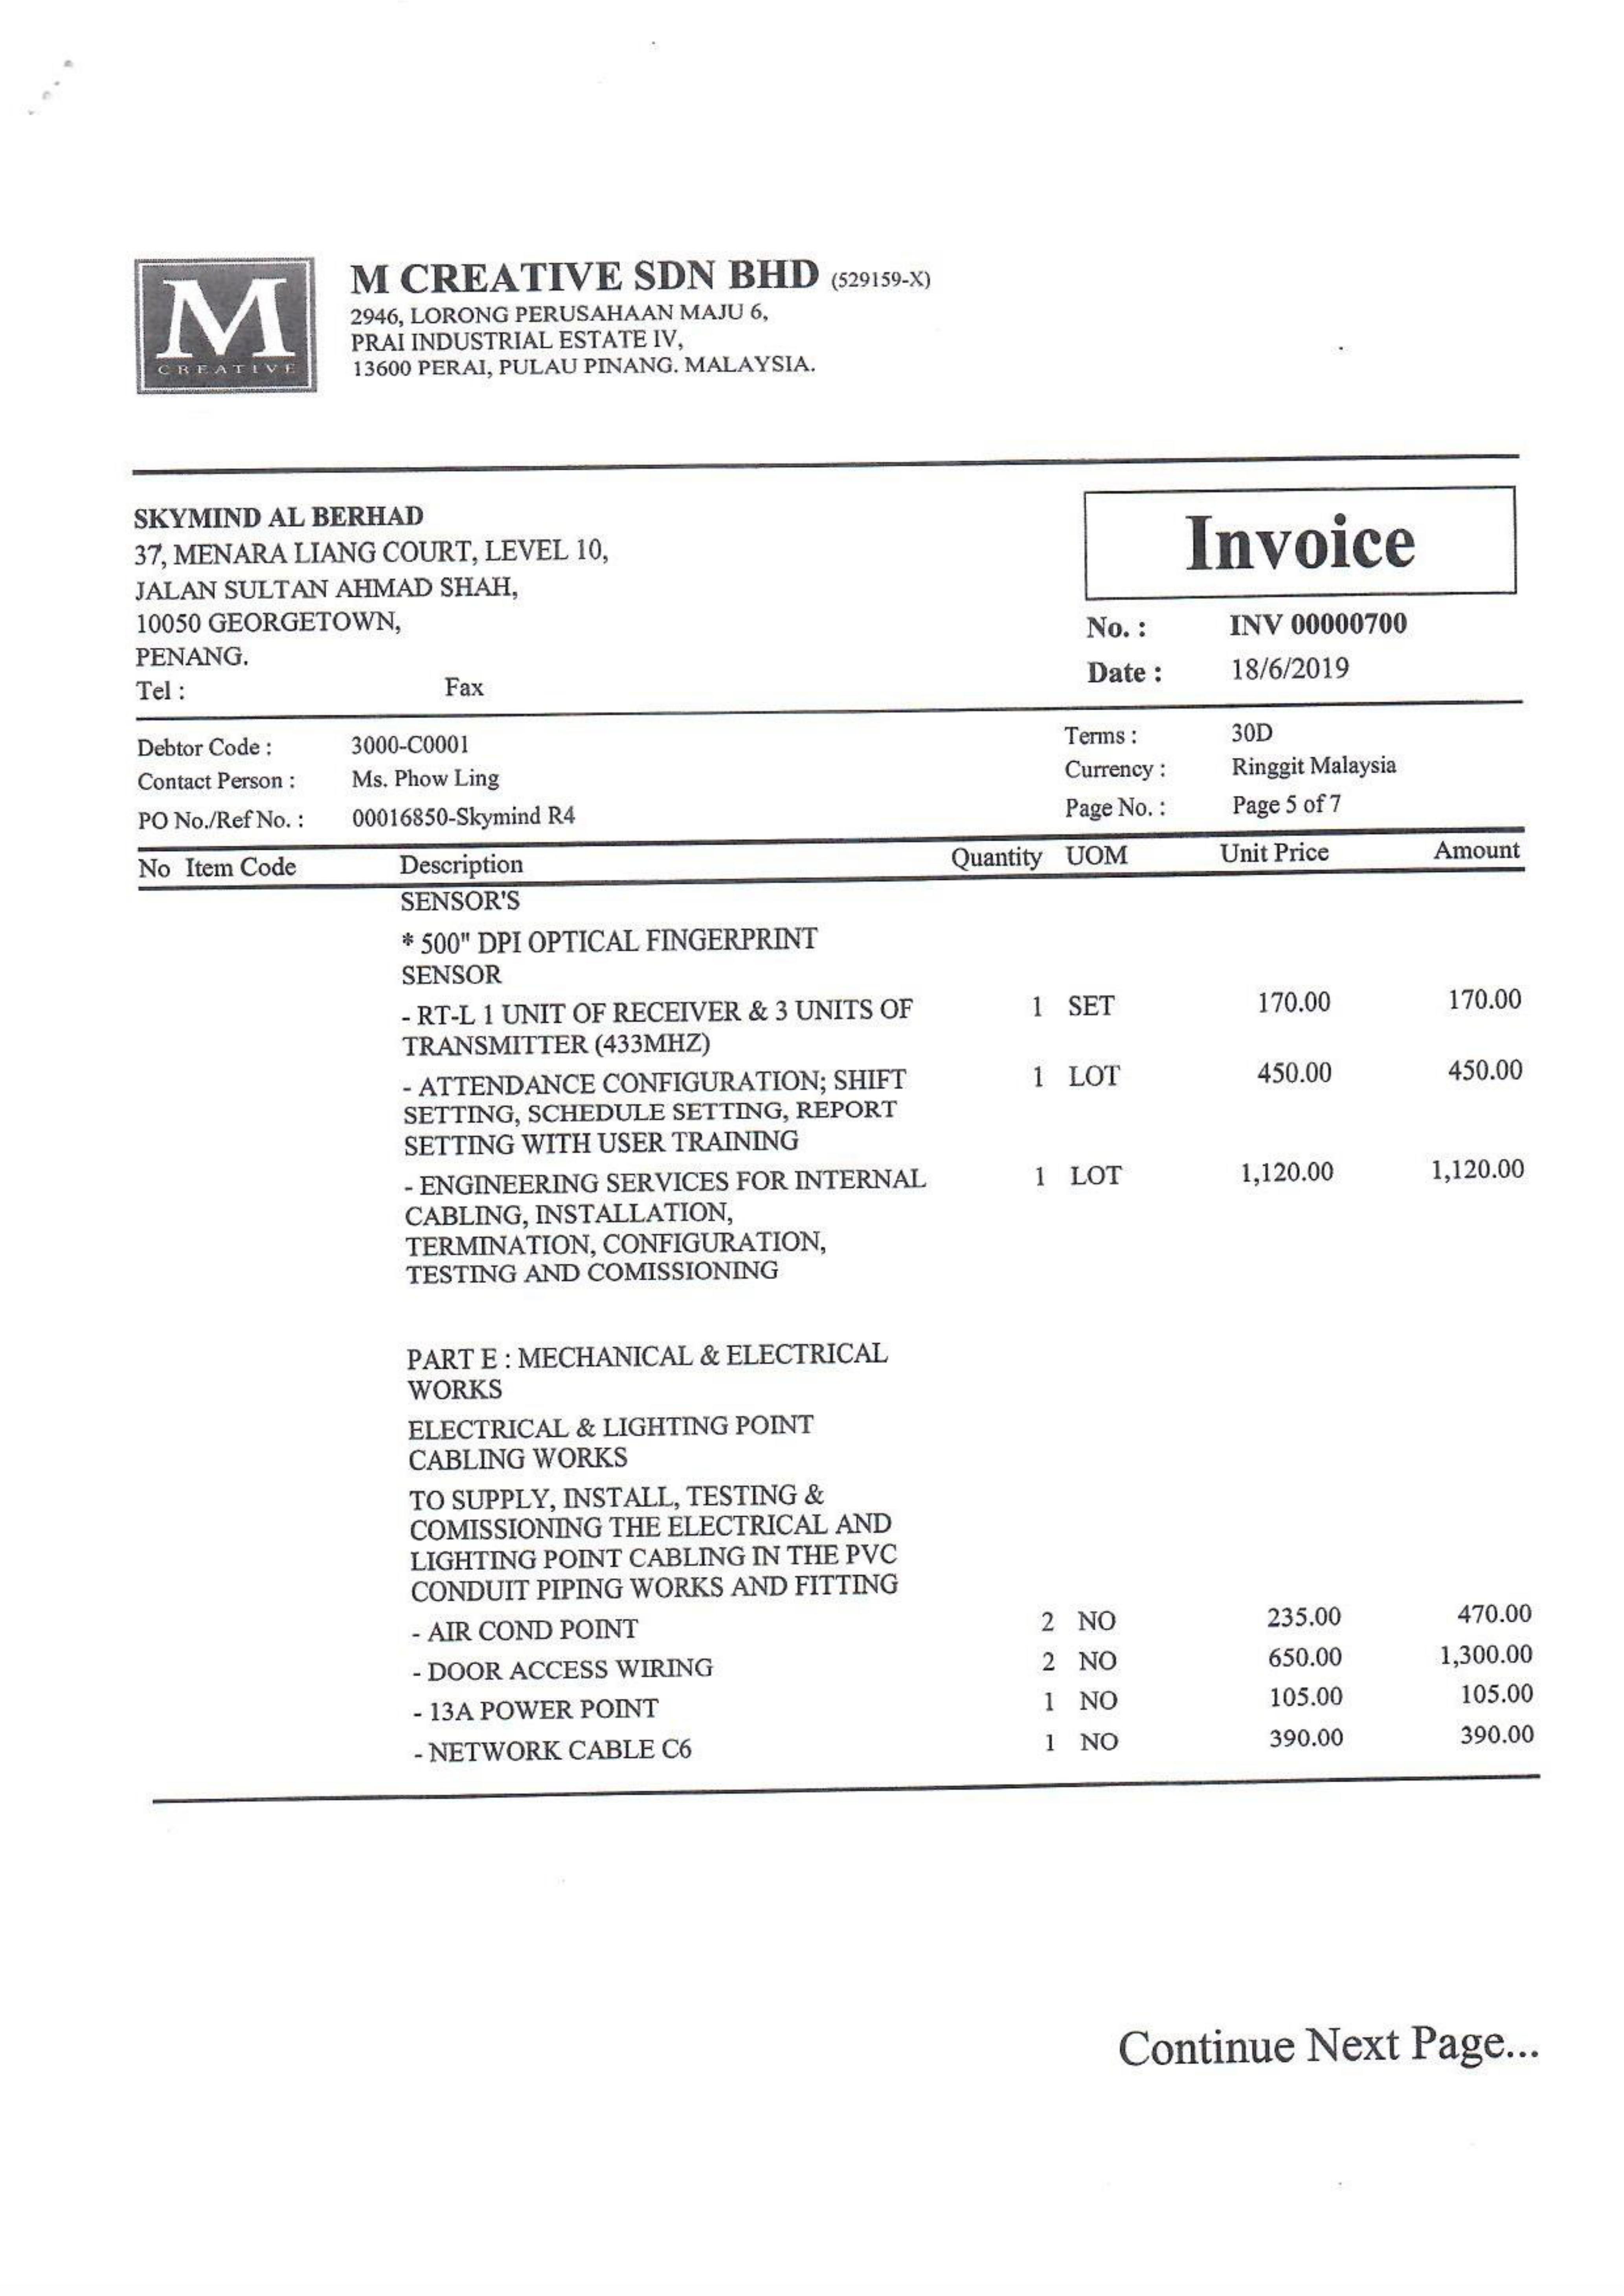 M
CREATIVE
M CREATIVE SDN BHD (529159-X)
2946, LORONG PERUSAHAAN MAJU 6,
PRAI INDUSTRIAL ESTATE IV,
13600 PERAI, PULAU PINANG. MALAYSIA.
SKYMIND AL BERHAD
37, MENARA LIANG COURT, LEVEL 10,
JALAN SULTAN AHMAD SHAH,
10050 GEORGETOWN,
PENANG.
Tel : Fax
Invoice
No. : INV 00000700
Date : 18/6/2019
Debtor Code : 3000-C0001
Contact Person : Ms. Phow Ling
PO No./Ref No. : 00016850-Skymind R4
Terms : 30D
Currency : Ringgit Malaysia
Page No. : Page 5 of 7
No Item Code Description Quantity UOM Unit Price Amount
SENSOR'S
* 500" DPI OPTICAL FINGERPRINT
SENSOR
- RT-L 1 UNIT OF RECEIVER & 3 UNITS OF 1 SET 170.00 170.00
TRANSMITTER (433MHZ)
- ATTENDANCE CONFIGURATION; SHIFT 1 LOT 450.00 450.00
SETTING, SCHEDULE SETTING, REPORT
SETTING WITH USER TRAINING
- ENGINEERING SERVICES FOR INTERNAL 1 LOT 1,120.00 1,120.00
CABLING, INSTALLATION,
TERMINATION, CONFIGURATION,
TESTING AND COMISSIONING
PART E : MECHANICAL & ELECTRICAL
WORKS
ELECTRICAL & LIGHTING POINT
CABLING WORKS
TO SUPPLY, INSTALL, TESTING &
COMISSIONING THE ELECTRICAL AND
LIGHTING POINT CABLING IN THE PVC
CONDUIT PIPING WORKS AND FITTING
- AIR COND POINT 2 NO 235.00 470.00
- DOOR ACCESS WIRING 2 NO 650.00 1,300.00
- 13A POWER POINT 1 NO 105.00 105.00
- NETWORK CABLE C6 1 NO 390.00 390.00
Continue Next Page...